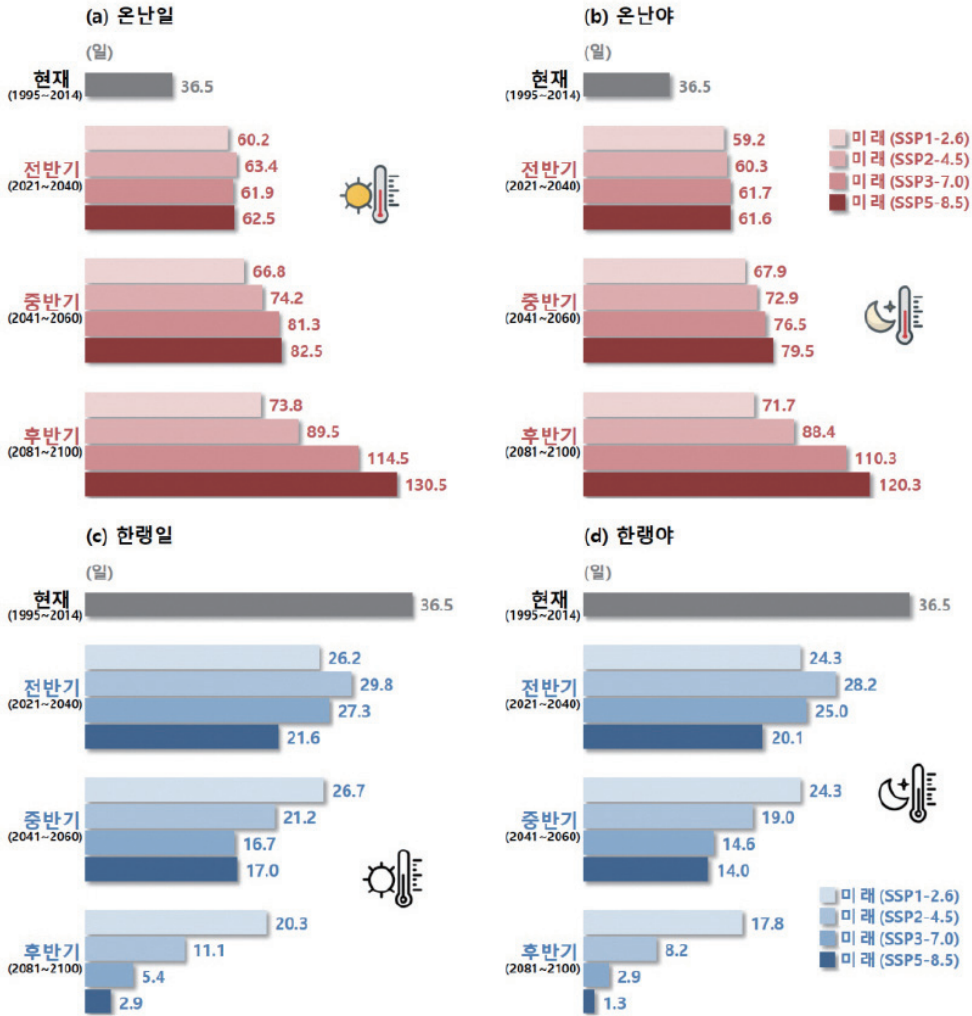 (a) 온난일
(일)
현재
(1995~2014)
36.5
전반기
(2021~2040)
60.2
63.4
61.9
62.5
중반기
(2041~2060)
66.8
74.2
81.3
82.5
후반기
(2081~2100)
73.8
89.5
114.5
130.5
(b) 온난야
(일)
현재
(1995~2014)
36.5
전반기
(2021~2040)
59.2
60.3
61.7
61.6
미래 (SSP1-2.6)
미래 (SSP2-4.5)
미래 (SSP3-7.0)
미래 (SSP5-8.5)
중반기
(2041~2060)
67.9
72.9
76.5
79.5
후반기
(2081~2100)
71.7
88.4
110.3
120.3
(c) 한랭일
(일)
현재
(1995~2014)
36.5
전반기
(2021~2040)
26.2
29.8
27.3
21.6
중반기
(2041~2060)
26.7
21.2
16.7
17.0
후반기
(2081~2100)
20.3
11.1
5.4
2.9
(d) 한랭야
(일)
현재
(1995~2014)
36.5
전반기
(2021~2040)
24.3
28.2
25.0
20.1
중반기
(2041~2060)
24.3
19.0
14.6
14.0
후반기
(2081~2100)
17.8
8.2
2.9
1.3
미래 (SSP1-2.6)
미래 (SSP2-4.5)
미래 (SSP3-7.0)
미래 (SSP5-8.5)